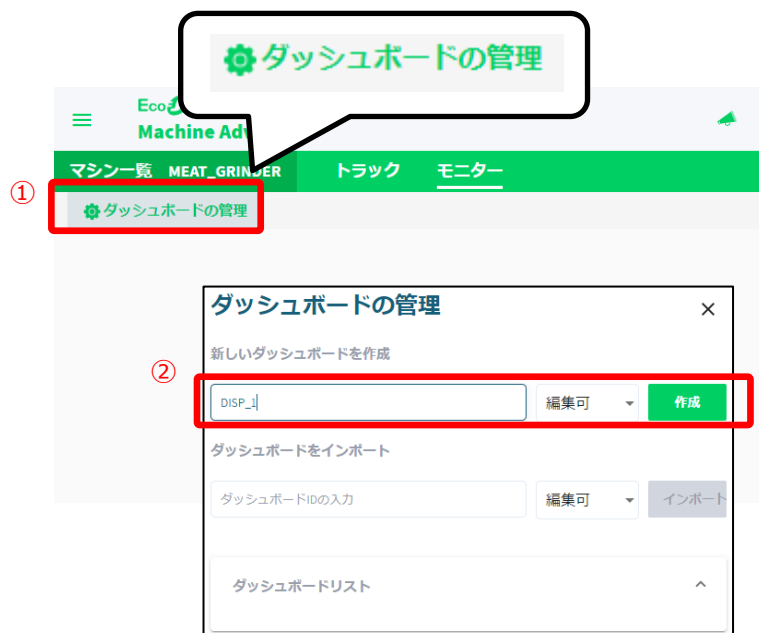 ダッシュボードの管理
Eco
Machine Adv
マシン一覧 MEAT_GRINDER トラック モニター
①
ダッシュボードの管理
ダッシュボードの管理 ×
新しいダッシュボードを作成
②
DISP_1 編集可 作成
ダッシュボードをインポート
ダッシュボードIDの入力 編集可 インポート
ダッシュボードリスト